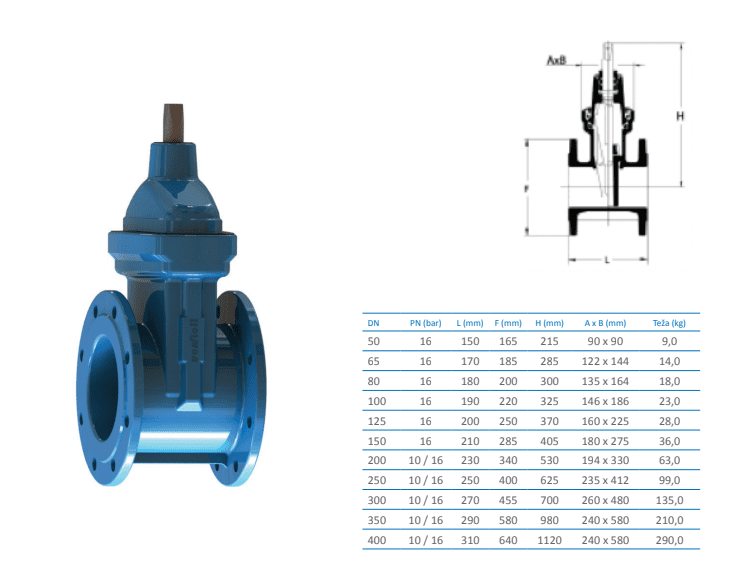 AxB
H
F
L
DN PN (bar) L (mm) F (mm) H (mm) A x B (mm) Teža (kg)
50 16 150 165 215 90 x 90 9,0
65 16 170 185 285 122 x 144 14,0
80 16 180 200 300 135 x 164 18,0
100 16 190 220 325 146 x 186 23,0
125 16 200 250 370 160 x 225 28,0
150 16 210 285 405 180 x 275 36,0
200 10 / 16 230 340 530 194 x 330 63,0
250 10 / 16 250 400 625 235 x 412 99,0
300 10 / 16 270 455 700 260 x 480 135,0
350 10 / 16 290 580 980 240 x 580 210,0
400 10 / 16 310 640 1120 240 x 580 290,0